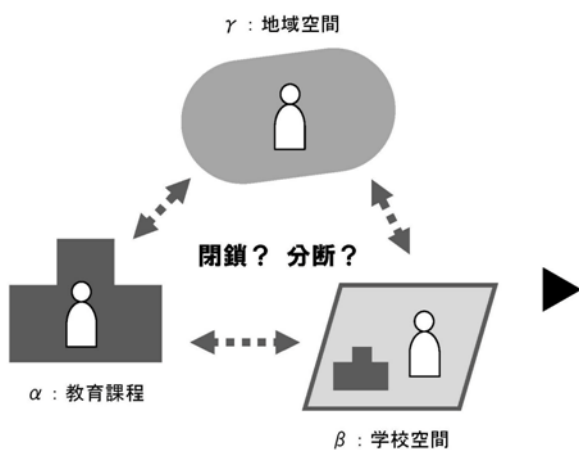 γ：地域空間
閉鎖？ 分断？
α：教育課程
β：学校空間